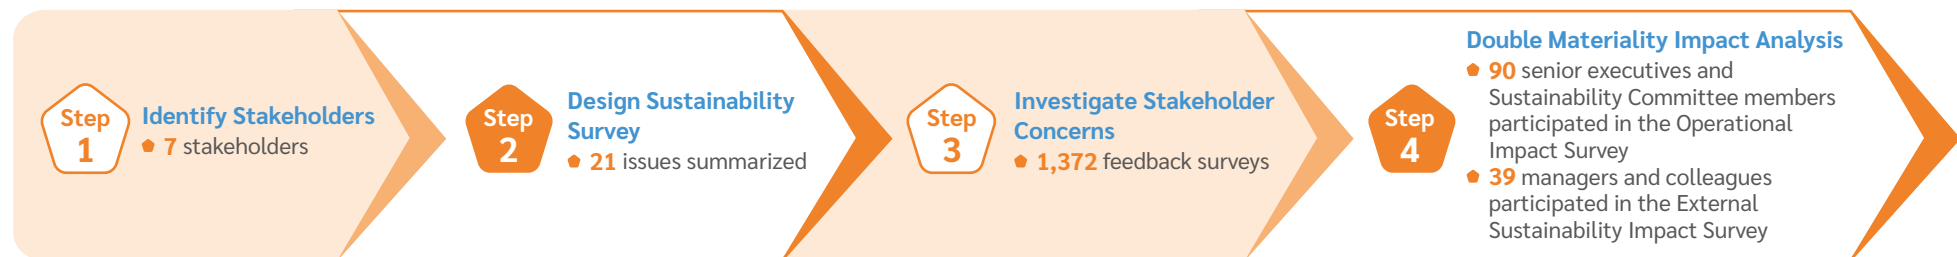 Step
1
Identify Stakeholders
7 stakeholders
Step
2
Design Sustainability
Survey
21 issues summarized
Step
3
Investigate Stakeholder
Concerns
1,372 feedback surveys
Step
4
Double Materiality Impact Analysis
90 senior executives and
Sustainability Committee members
participated in the Operational
Impact Survey
39 managers and colleagues
participated in the External
Sustainability Impact Survey